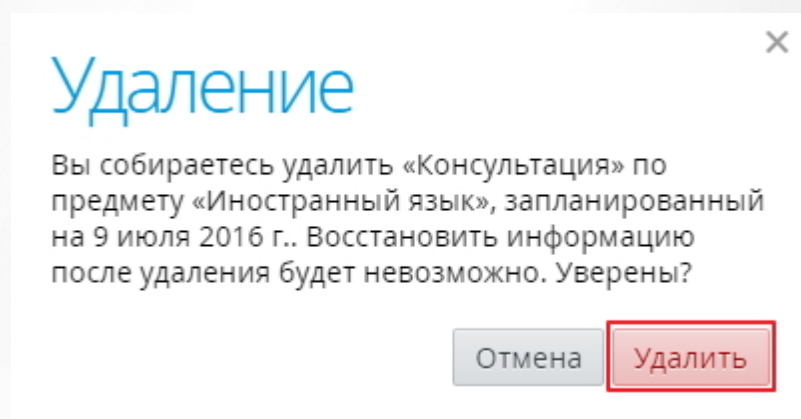 Удаление
Вы собираетесь удалить «Консультация» по
предмету «Иностранный язык», запланированный
на 9 июля 2016 г.. Восстановить информацию
после удаления будет невозможно. Уверены?
Отмена Удалить